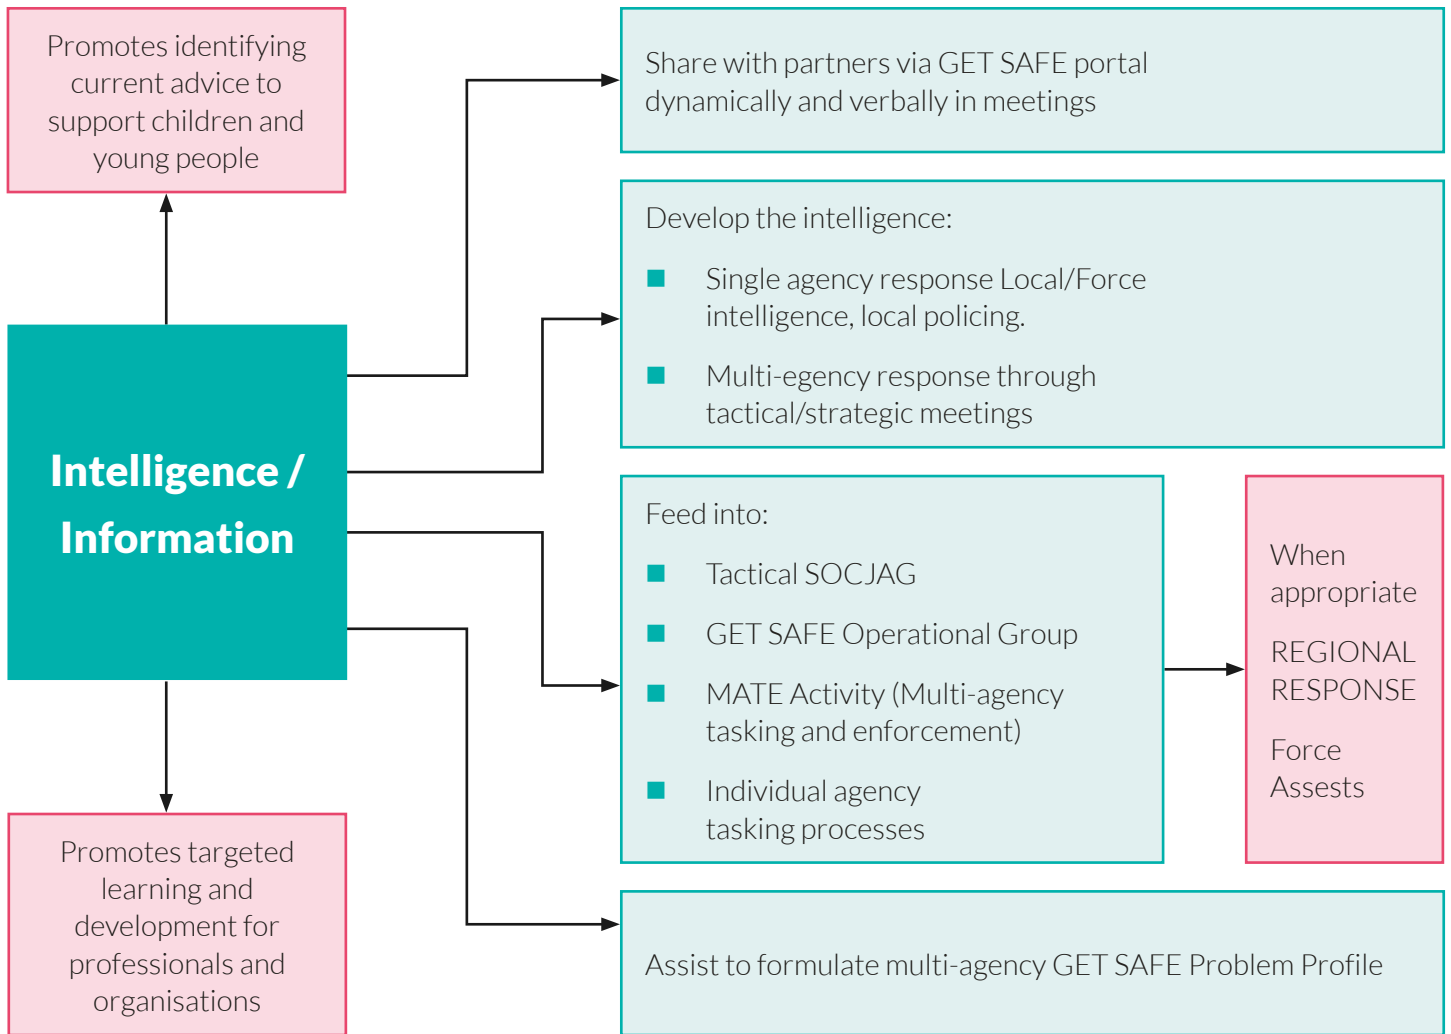 Promotes identifying
current advice to
support children and
young people
Share with partners via GET SAFE portal
dynamically and verbally in meetings
Develop the intelligence:
Single agency response Local/Force
intelligence, local policing.
Multi-egency response through
tactical/strategic meetings
Intelligence /
Information
Feed into:
Tactical SOCJAG
GET SAFE Operational Group
MATE Activity (Multi-agency
tasking and enforcement)
Individual agency
tasking processes
When
appropriate
REGIONAL
RESPONSE
Force
Assests
Promotes targeted
learning and
development for
professionals and
organisations
Assist to formulate multi-agency GET SAFE Problem Profile